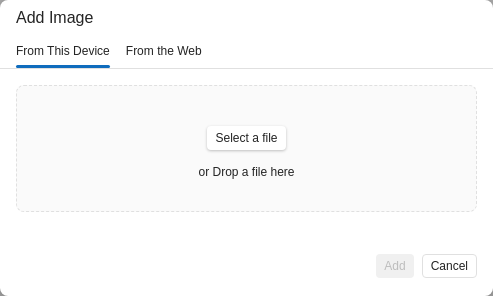 Add Image
From This Device From the Web
Select a file
or Drop a file here
Add Cancel